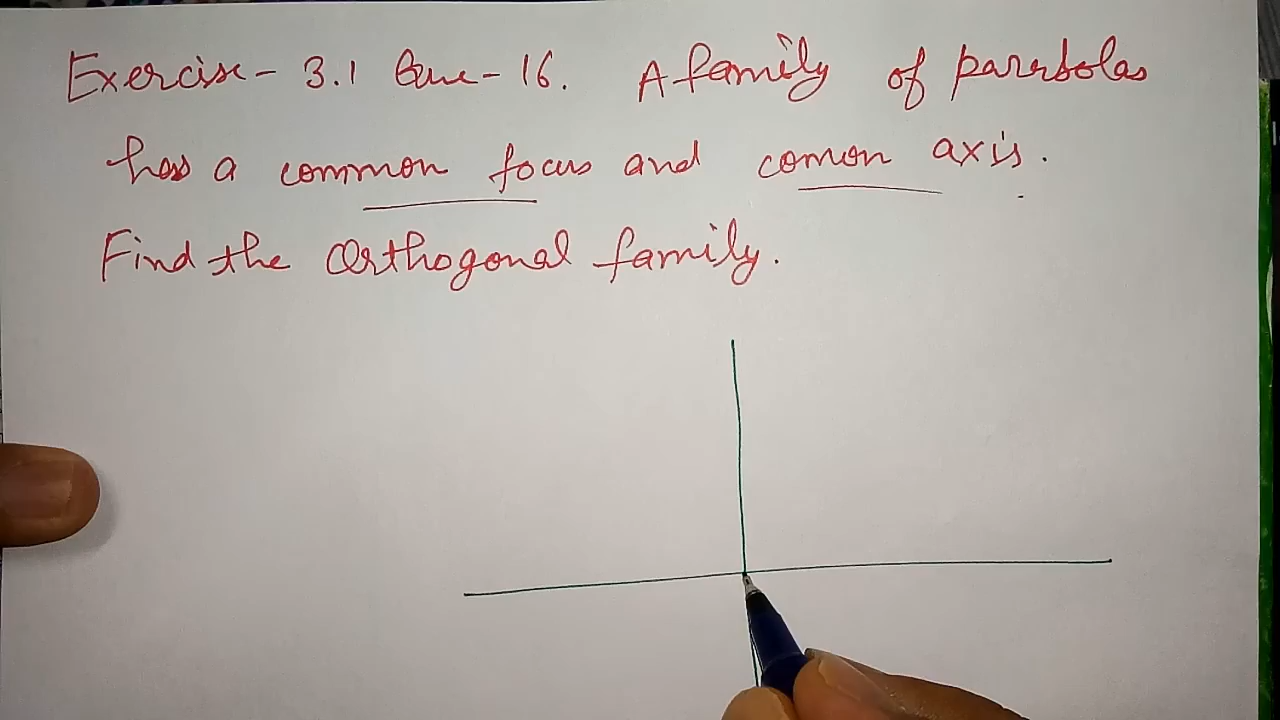 Exercise - 3.1 Que - 16. A family of parabolas
has a common focus and comon axis.
Find the Orthogonal family.